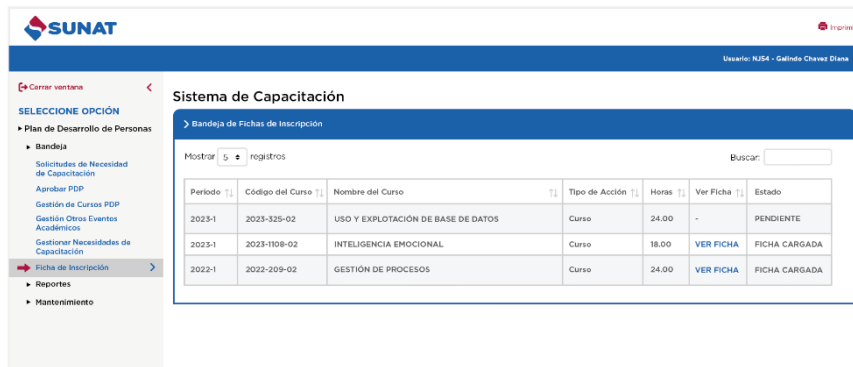 SUNAT
Imprimi
Usuario: NJ54 - Galindo Chavez Diana
Cerrar ventana
SELECCIONE OPCIÓN
Plan de Desarrollo de Personas
Bandeja
Solicitudes de Necesidad
de Capacitación
Aprobar PDP
Gestión de Cursos PDP
Gestión Otros Eventos
Académicos
Gestionar Necesidades de
Capacitación
Ficha de Inscripción
Reportes
Mantenimiento
Sistema de Capacitación
Bandeja de Fichas de Inscripción
Mostrar 5 registros
Buscar:
Periodo Código del Curso Nombre del Curso Tipo de Acción Horas Ver Ficha Estado
2023-1 2023-325-02 USO Y EXPLOTACIÓN DE BASE DE DATOS Curso 24.00 - PENDIENTE
2023-1 2023-1108-02 INTELIGENCIA EMOCIONAL Curso 18.00 VER FICHA FICHA CARGADA
2022-1 2022-209-02 GESTIÓN DE PROCESOS Curso 24.00 VER FICHA FICHA CARGADA